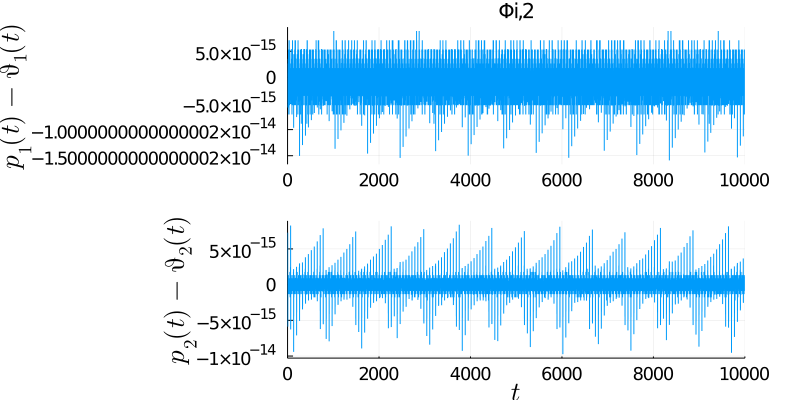 Φi,2
p₁(t) − ϑ₁(t)
5.0×10⁻¹⁵
0
−5.0×10⁻¹⁵
−1.0000000000000002×10⁻¹⁴
−1.5000000000000002×10⁻¹⁴
0 2000 4000 6000 8000 10000
p₂(t) − ϑ₂(t)
5×10⁻¹⁵
0
−5×10⁻¹⁵
−1×10⁻¹⁴
0 2000 4000 6000 8000 10000
t